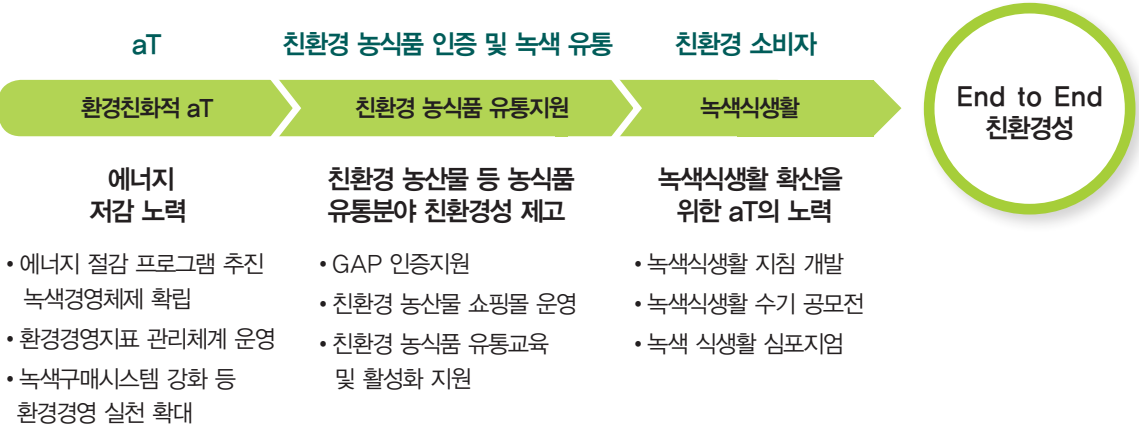 aT
친환경 농식품 인증 및 녹색 유통
친환경 소비자
환경친화적 aT
친환경 농식품 유통지원
녹색식생활
End to End
친환경성
에너지
저감 노력
• 에너지 절감 프로그램 추진
녹색경영체제 확립
• 환경경영지표 관리체계 운영
• 녹색구매시스템 강화 등
환경경영 실천 확대
친환경 농산물 등 농식품
유통분야 친환경성 제고
• GAP 인증지원
• 친환경 농산물 쇼핑몰 운영
• 친환경 농식품 유통교육
및 활성화 지원
녹색식생활 확산을
위한 aT의 노력
• 녹색식생활 지침 개발
• 녹색식생활 수기 공모전
• 녹색 식생활 심포지엄